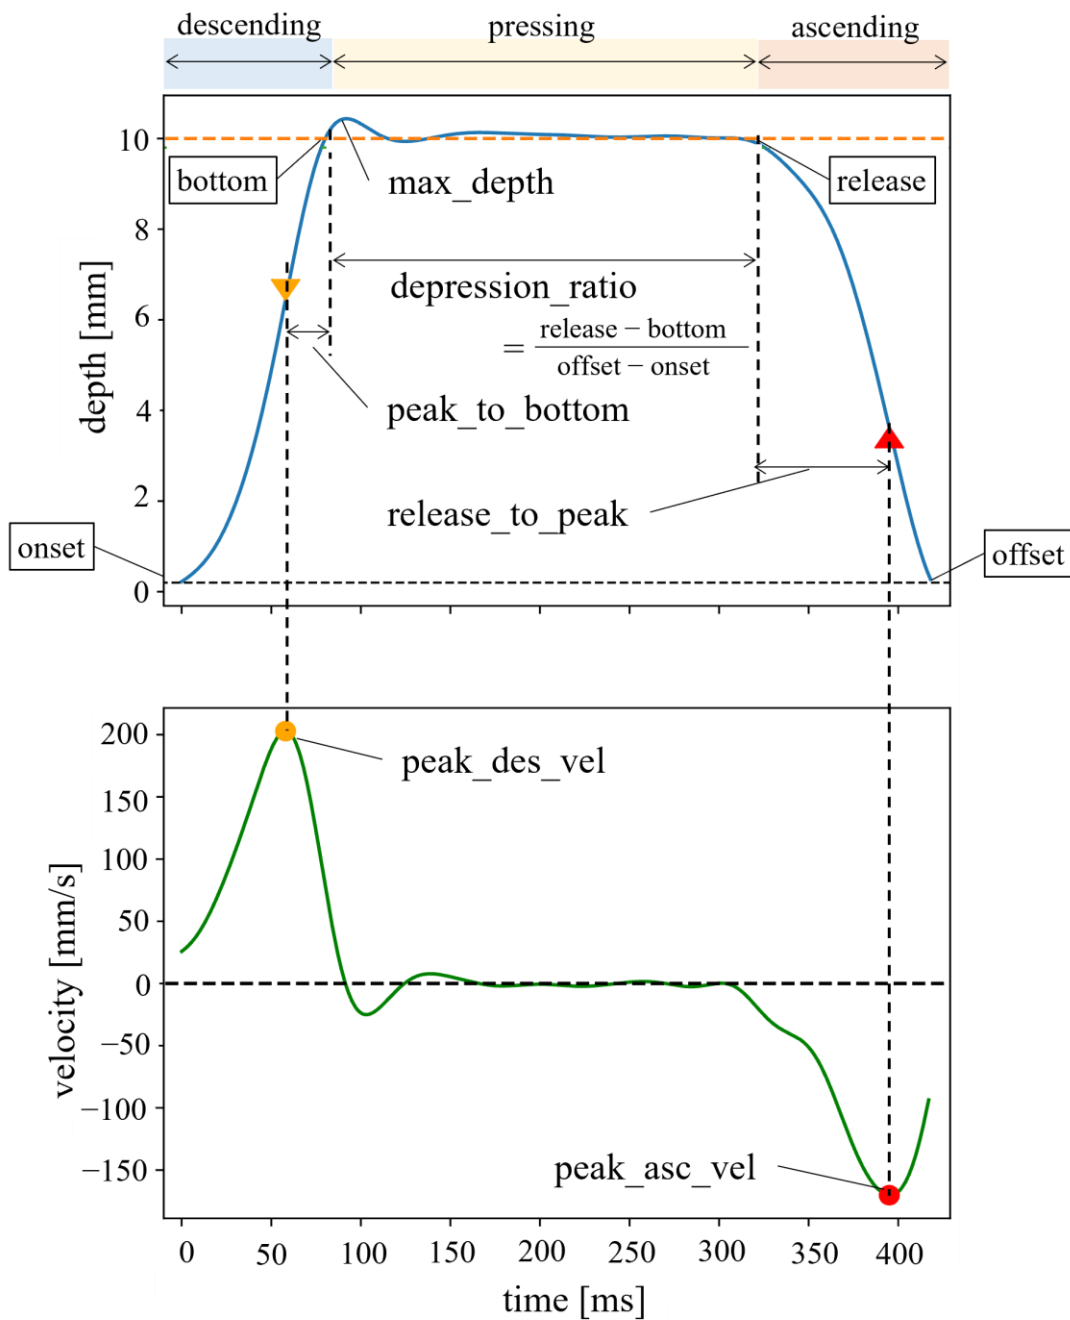 descending
pressing
ascending
10
8
6
4
2
0
depth [mm]
bottom
max_depth
release
depression_ratio
= release − bottom
offset − onset
peak_to_bottom
release_to_peak
onset
offset
200
150
100
50
0
−50
−100
−150
velocity [mm/s]
peak_des_vel
peak_asc_vel
0 50 100 150 200 250 300 350 400
time [ms]